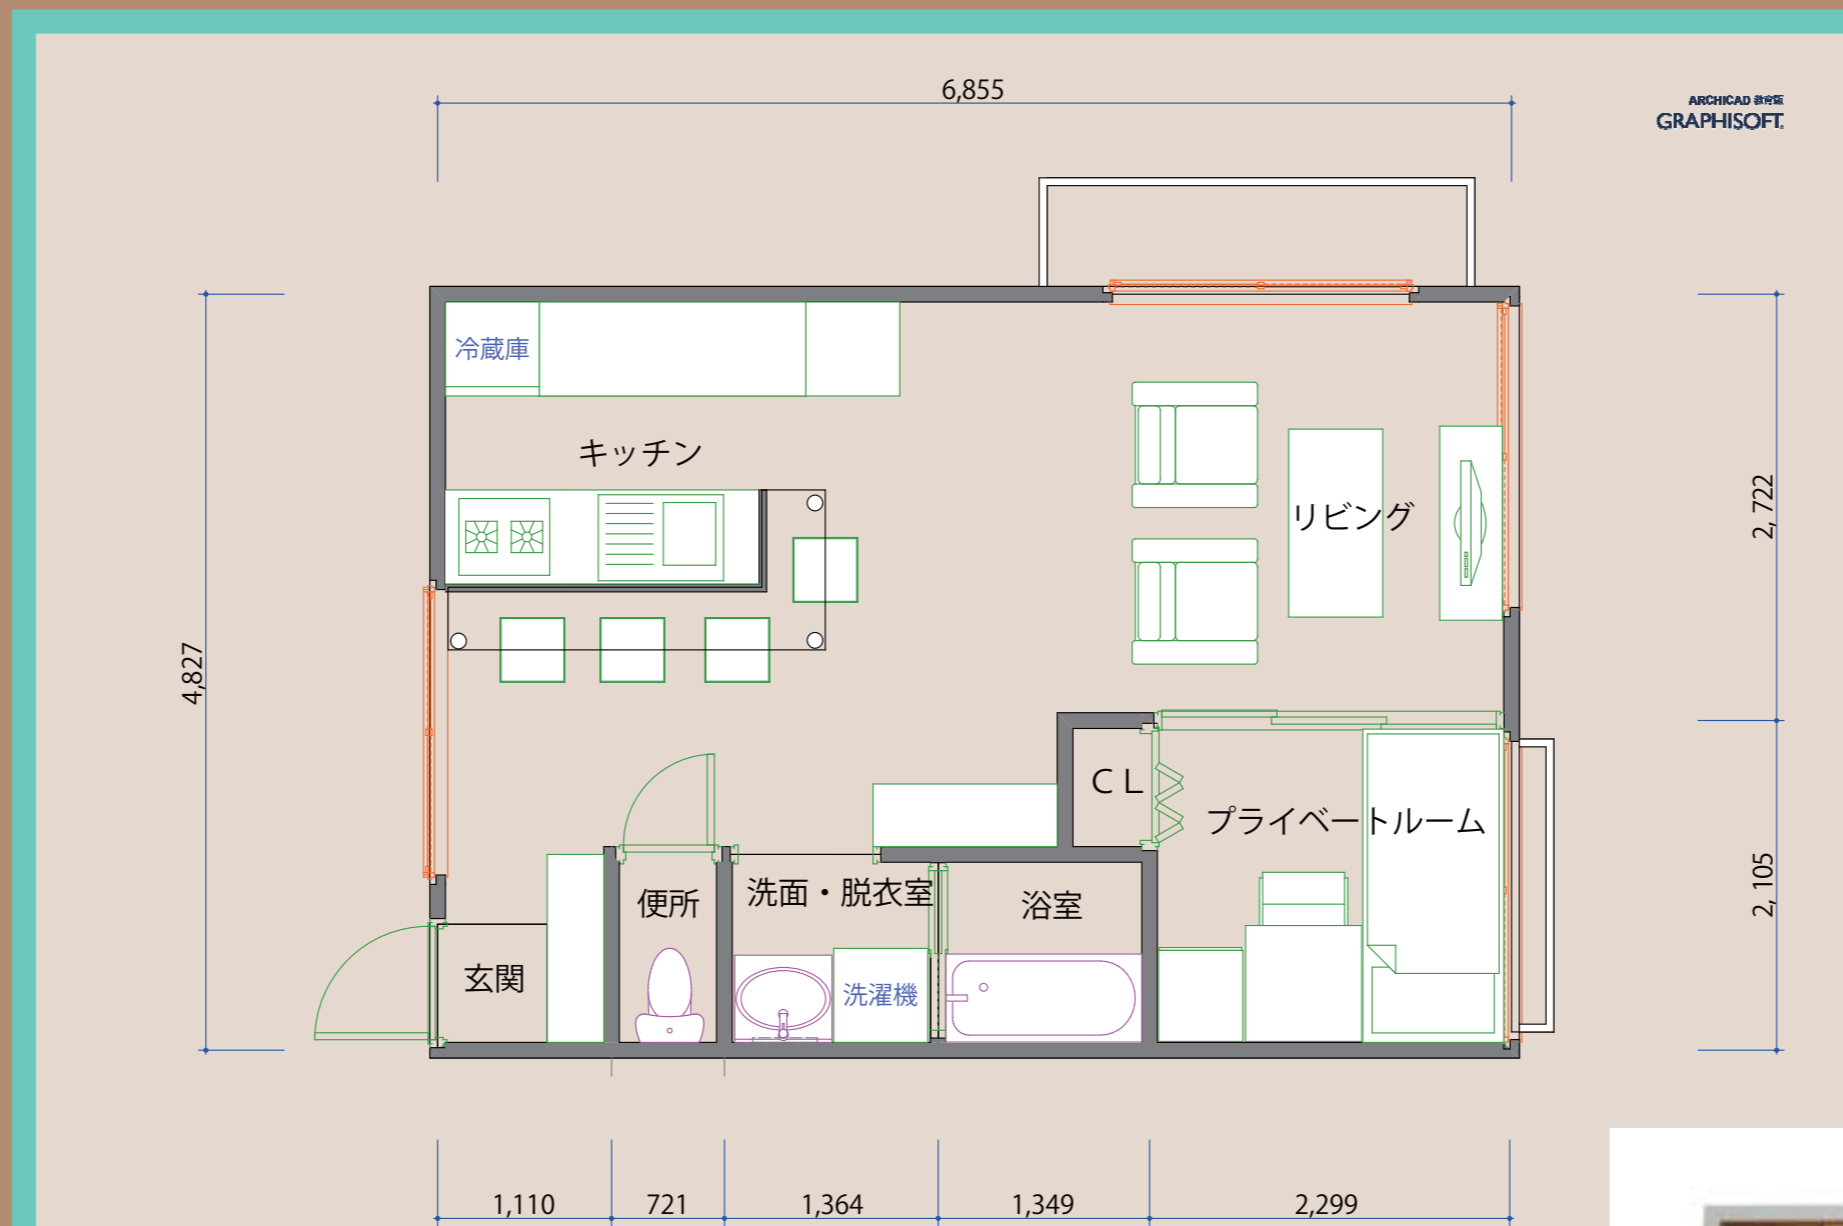 6,855
ARCHICAD 教育版
GRAPHISOFT.
冷蔵庫
キッチン
リビング
2,722
4,827
CL
プライベートルーム
2,105
便所
洗面・脱衣室
浴室
玄関
洗濯機
1,110
721
1,364
1,349
2,299